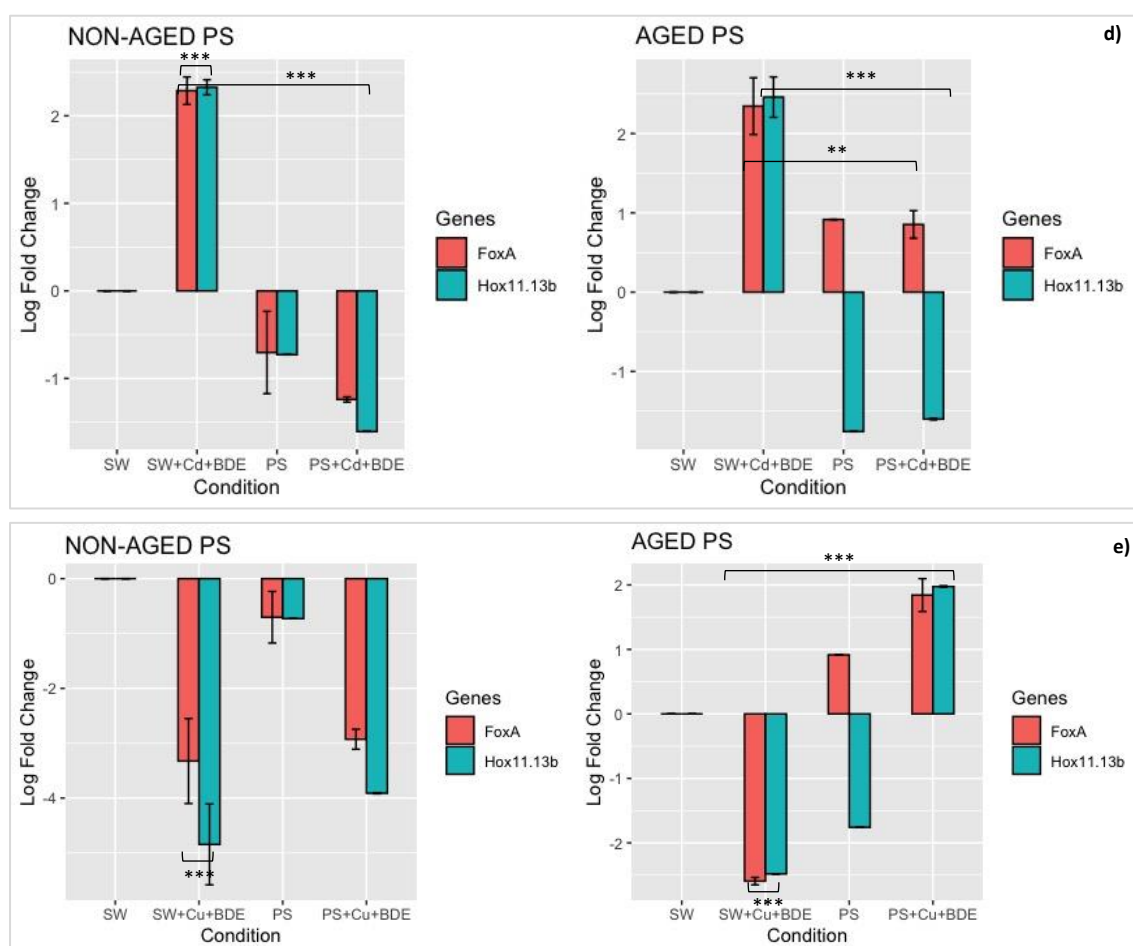 d)
NON-AGED PS
***
***
2
1
0
-1
Log Fold Change
SW SW+Cd+BDE PS PS+Cd+BDE
Condition
Genes
FoxA
Hox11.13b
AGED PS
***
**
2
1
0
-1
Log Fold Change
SW SW+Cd+BDE PS PS+Cd+BDE
Condition
Genes
FoxA
Hox11.13b
e)
NON-AGED PS
0
-2
-4
Log Fold Change
***
SW SW+Cu+BDE PS PS+Cu+BDE
Condition
Genes
FoxA
Hox11.13b
AGED PS
***
2
1
0
-1
-2
Log Fold Change
***
SW SW+Cu+BDE PS PS+Cu+BDE
Condition
Genes
FoxA
Hox11.13b